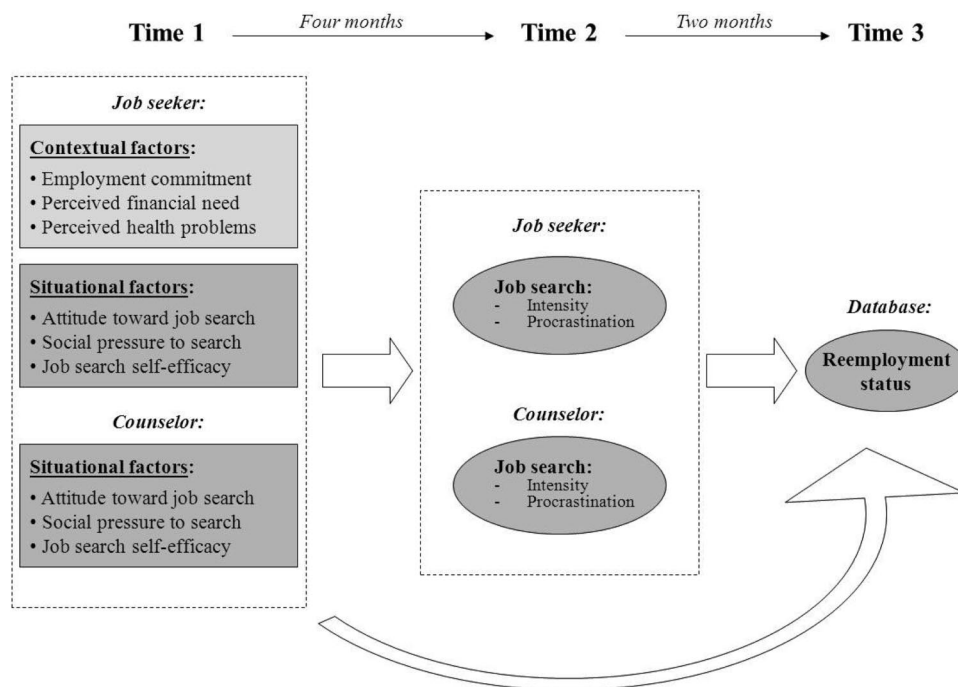 Time 1
Four months
Time 2
Two months
Time 3
Job seeker:
Contextual factors:
• Employment commitment
• Perceived financial need
• Perceived health problems
Situational factors:
• Attitude toward job search
• Social pressure to search
• Job search self-efficacy
Counselor:
Situational factors:
• Attitude toward job search
• Social pressure to search
• Job search self-efficacy
Job seeker:
Job search:
- Intensity
- Procrastination
Counselor:
Job search:
- Intensity
- Procrastination
Database:
Reemployment
status